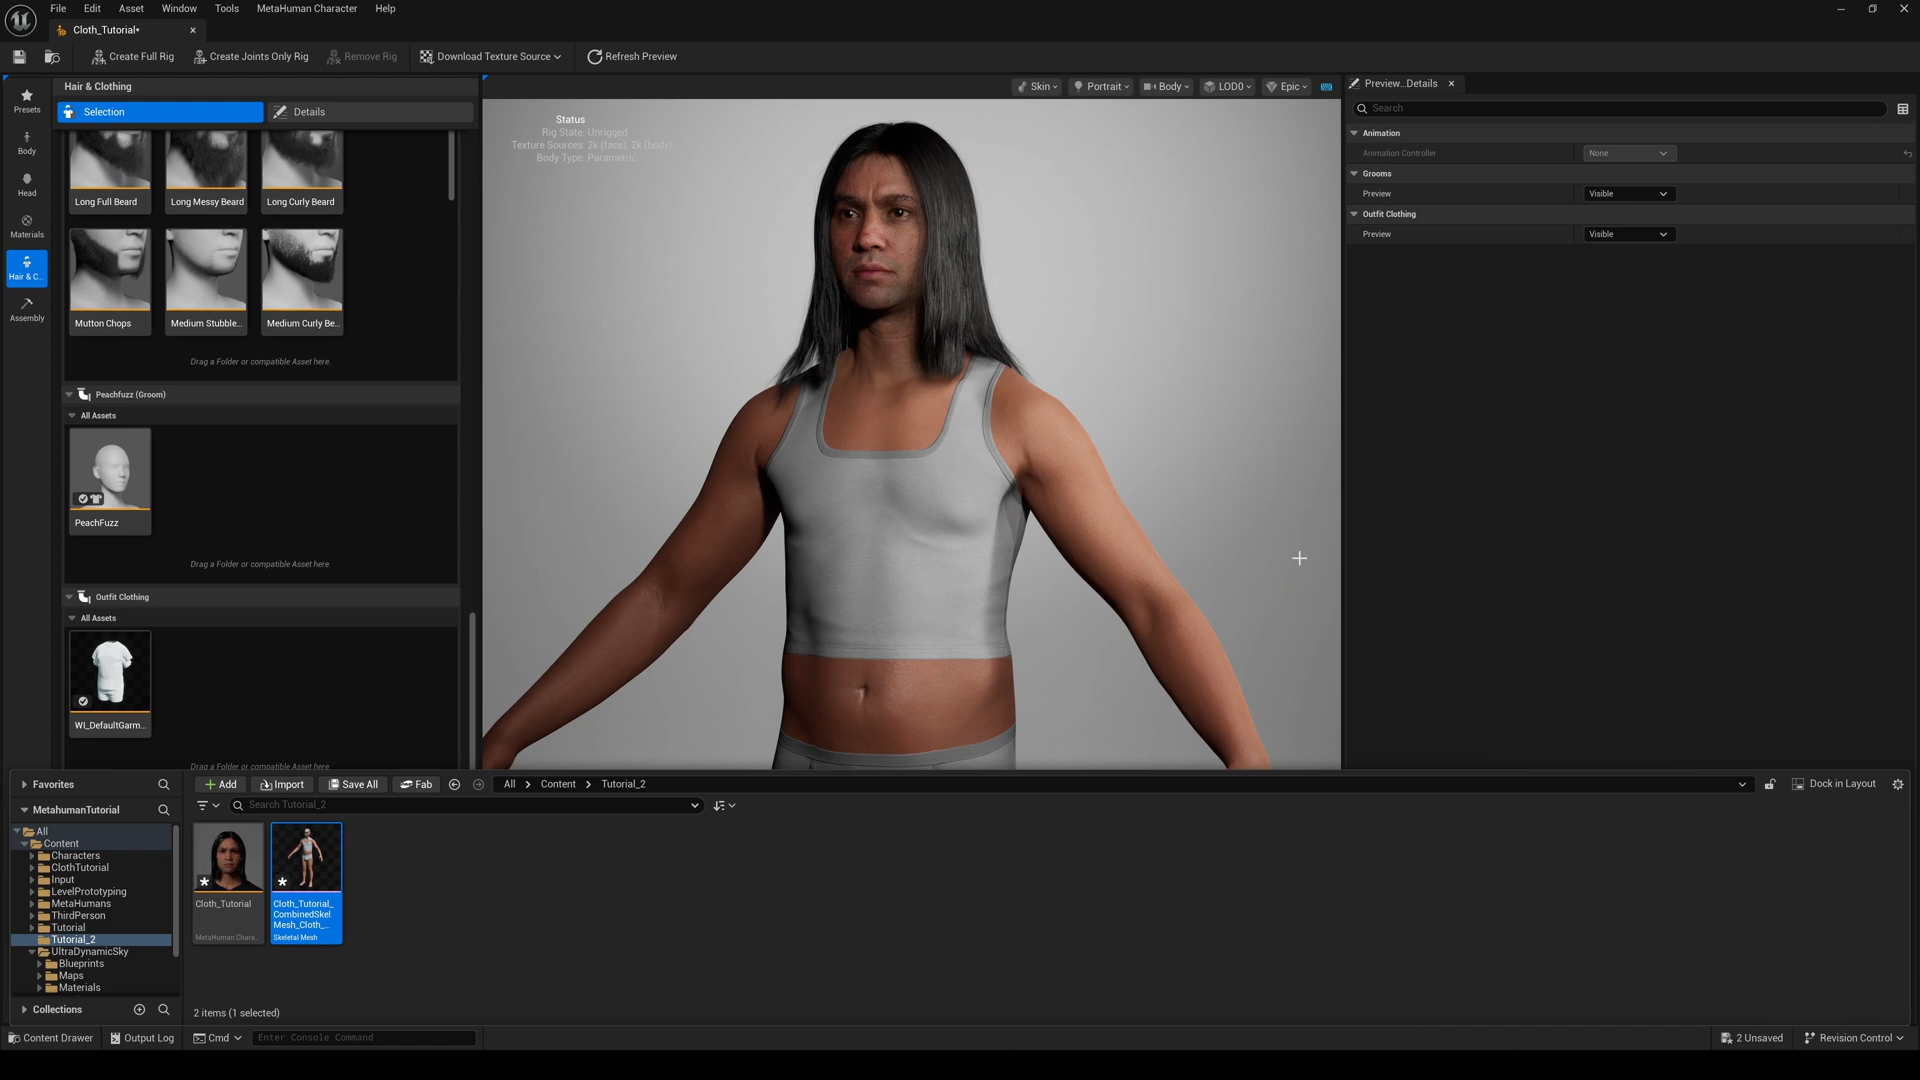 File Edit Asset Window Tools MetaHuman Character Help
Cloth_Tutorial*
Create Full Rig Create Joints Only Rig Remove Rig Download Texture Source Refresh Preview
Hair & Clothing
Selection Details
Presets
Body
Head
Materials
Hair & C...
Assembly
Long Full Beard Long Messy Beard Long Curly Beard
Mutton Chops Medium Stubble... Medium Curly Be...
Drag a Folder or compatible Asset here.
Peachfuzz (Groom)
All Assets
PeachFuzz
Drag a Folder or compatible Asset here.
Outfit Clothing
All Assets
WI_DefaultGarm...
Drag a Folder or compatible Asset here.
Skin Portrait Body LOD0 Epic
Status
Rig State: Unrigged
Texture Sources: 2k (face), 2k (body)
Body Type: Parametric
Preview...Details
Search
Animation
Animation Controller None
Grooms
Preview Visible
Outfit Clothing
Preview Visible
Favorites
MetahumanTutorial
All
Content
Characters
ClothTutorial
Input
LevelPrototyping
MetaHumans
ThirdPerson
Tutorial
Tutorial_2
UltraDynamicSky
Blueprints
Maps
Materials
Collections
Add Import Save All Fab All Content Tutorial_2 Dock in Layout
Search Tutorial_2
Cloth_Tutorial
MetaHuman Chara...
Cloth_Tutorial_
CombinedSkel
Mesh_Cloth_...
Skeletal Mesh
2 items (1 selected)
Content Drawer Output Log Cmd Enter Console Command 2 Unsaved Revision Control